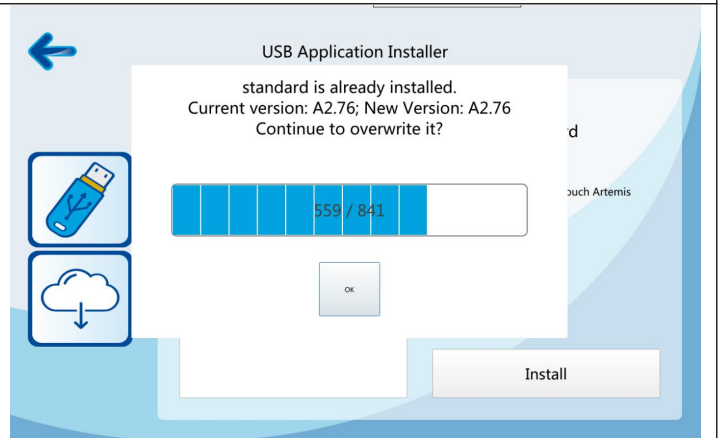 USB Application Installer
standard is already installed.
Current version: A2.76; New Version: A2.76
Continue to overwrite it?
559 / 841
OK
Install